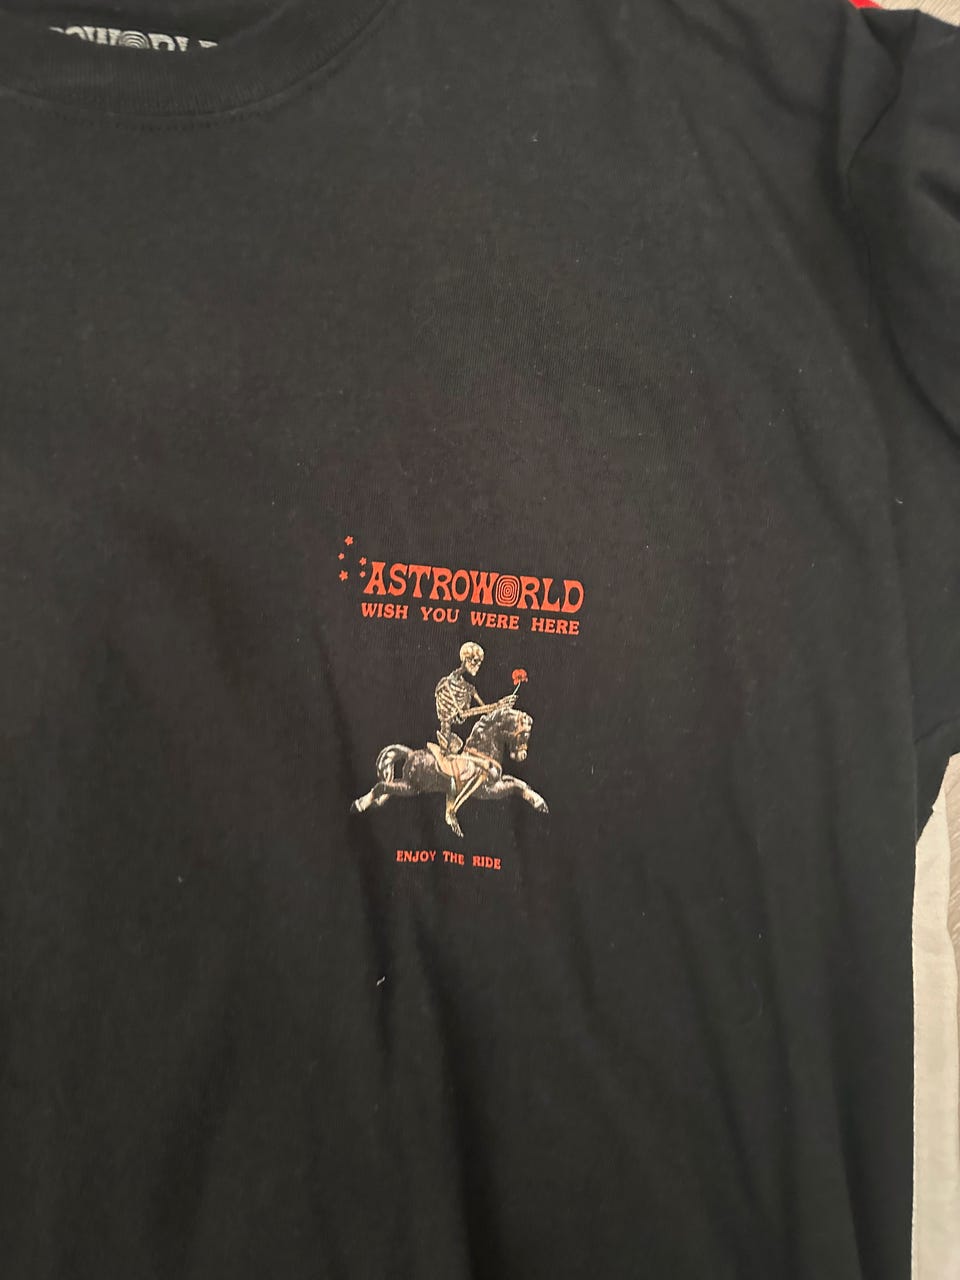 ASTROWORLD
WISH YOU WERE HERE
ENJOY THE RIDE